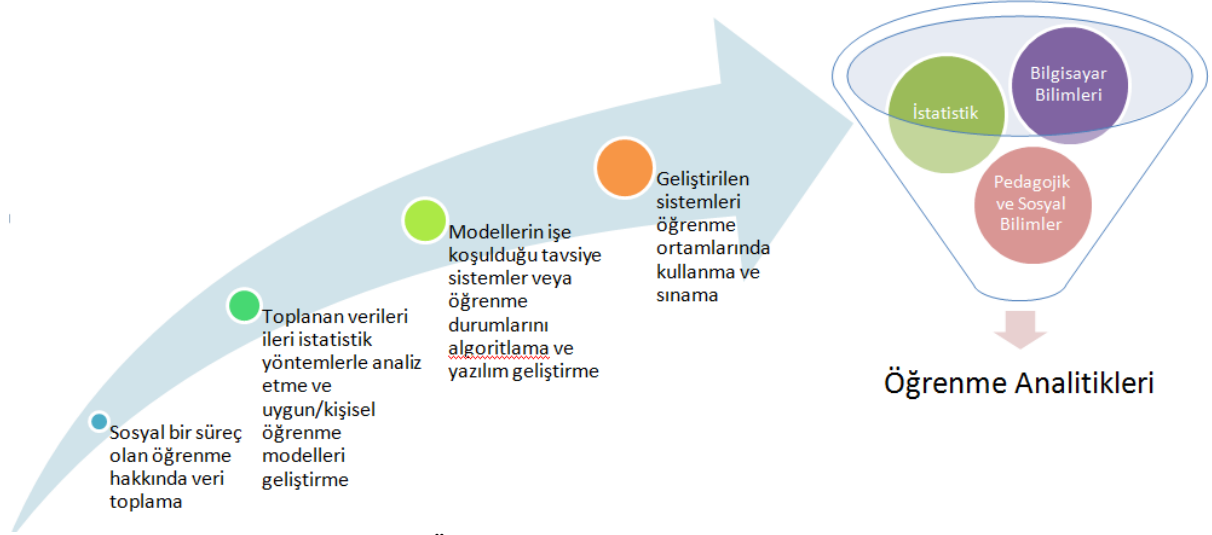 Sosyal bir süreç
olan öğrenme
hakkında veri
toplama
Toplanan verileri
ileri istatistik
yöntemlerle analiz
etme ve
uygun/kişisel
öğrenme
modelleri
geliştirme
Modellerin işe
koşulduğu tavsiye
sistemler veya
öğrenme
durumlarını
algoritlama ve
yazılım geliştirme
Geliştirilen
sistemleri
öğrenme
ortamlarında
kullanma ve
sınama
İstatistik
Bilgisayar
Bilimleri
Pedagojik
ve Sosyal
Bilimler
Öğrenme Analitikleri